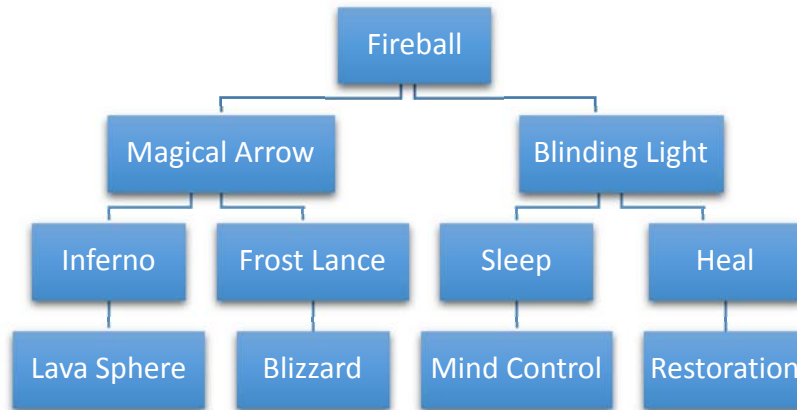 Fireball
Magical Arrow
Blinding Light
Inferno
Frost Lance
Sleep
Heal
Lava Sphere
Blizzard
Mind Control
Restoration